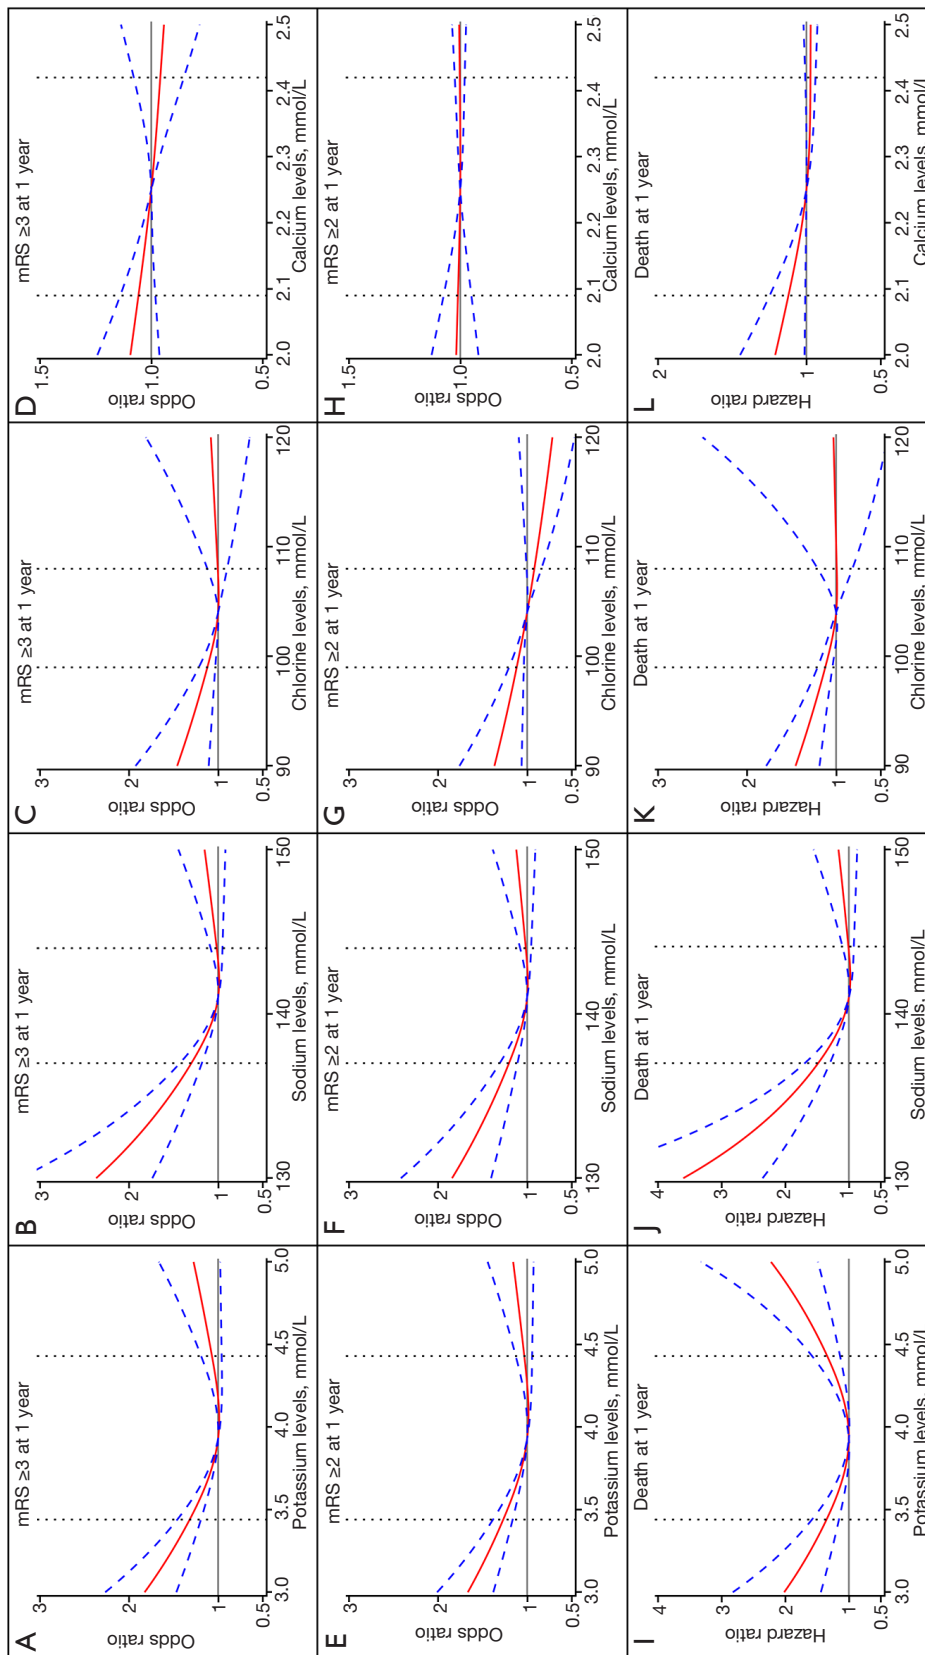 A
mRS ≥3 at 1 year
Odds ratio
3
2
1
0.5
3.0 3.5 4.0 4.5 5.0
Potassium levels, mmol/L
B
mRS ≥3 at 1 year
Odds ratio
3
2
1
0.5
130 140 150
Sodium levels, mmol/L
C
mRS ≥3 at 1 year
Odds ratio
3
2
1
0.5
90 100 110 120
Chlorine levels, mmol/L
D
mRS ≥3 at 1 year
Odds ratio
1.5
1.0
0.5
2.0 2.1 2.2 2.3 2.4 2.5
Calcium levels, mmol/L
E
mRS ≥2 at 1 year
Odds ratio
3
2
1
0.5
3.0 3.5 4.0 4.5 5.0
Potassium levels, mmol/L
F
mRS ≥2 at 1 year
Odds ratio
3
2
1
0.5
130 140 150
Sodium levels, mmol/L
G
mRS ≥2 at 1 year
Odds ratio
3
2
1
0.5
90 100 110 120
Chlorine levels, mmol/L
H
mRS ≥2 at 1 year
Odds ratio
1.5
1.0
0.5
2.0 2.1 2.2 2.3 2.4 2.5
Calcium levels, mmol/L
I
Death at 1 year
Hazard ratio
4
3
2
1
0.5
3.0 3.5 4.0 4.5 5.0
Potassium levels, mmol/L
J
Death at 1 year
Hazard ratio
4
3
2
1
0.5
130 140 150
Sodium levels, mmol/L
K
Death at 1 year
Hazard ratio
3
2
1
0.5
90 100 110 120
Chlorine levels, mmol/L
L
Death at 1 year
Hazard ratio
2
1
0.5
2.0 2.1 2.2 2.3 2.4 2.5
Calcium levels, mmol/L